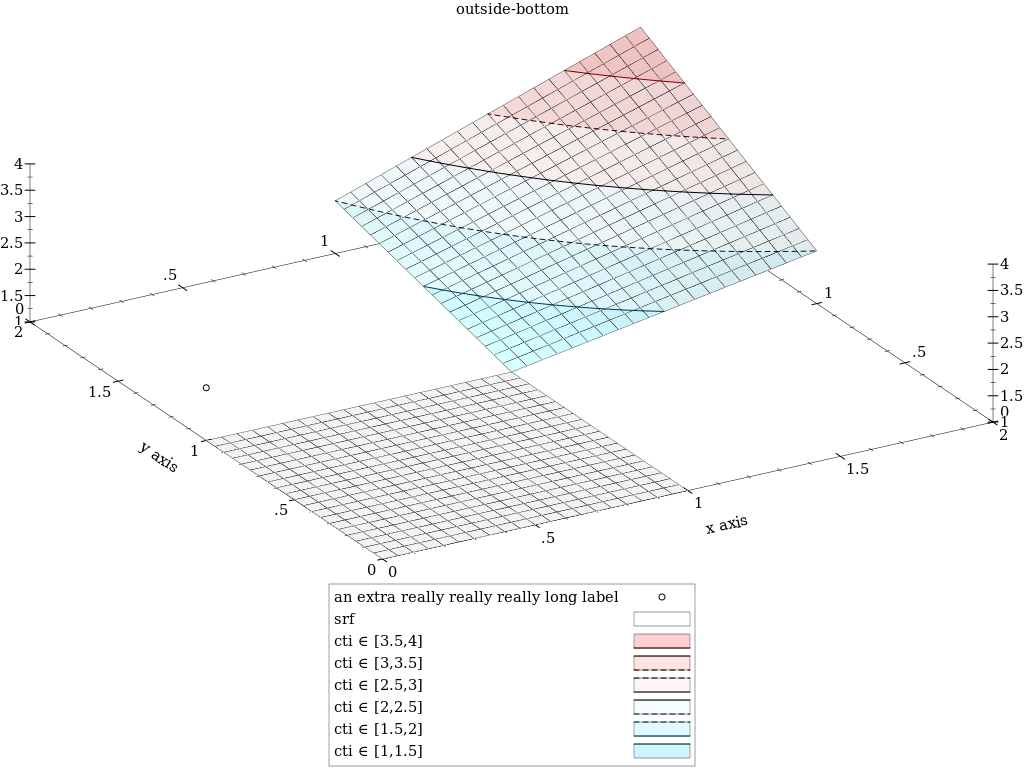 outside-bottom
4
3.5
3
2.5
2
1.5
0
1
2
.5
1
1.5
y axis
1
.5
0
0
.5
1
x axis
1.5
1
.5
4
3.5
3
2.5
2
1.5
0
1
2
an extra really really really long label
srf
cti ∈ [3.5,4]
cti ∈ [3,3.5]
cti ∈ [2.5,3]
cti ∈ [2,2.5]
cti ∈ [1.5,2]
cti ∈ [1,1.5]